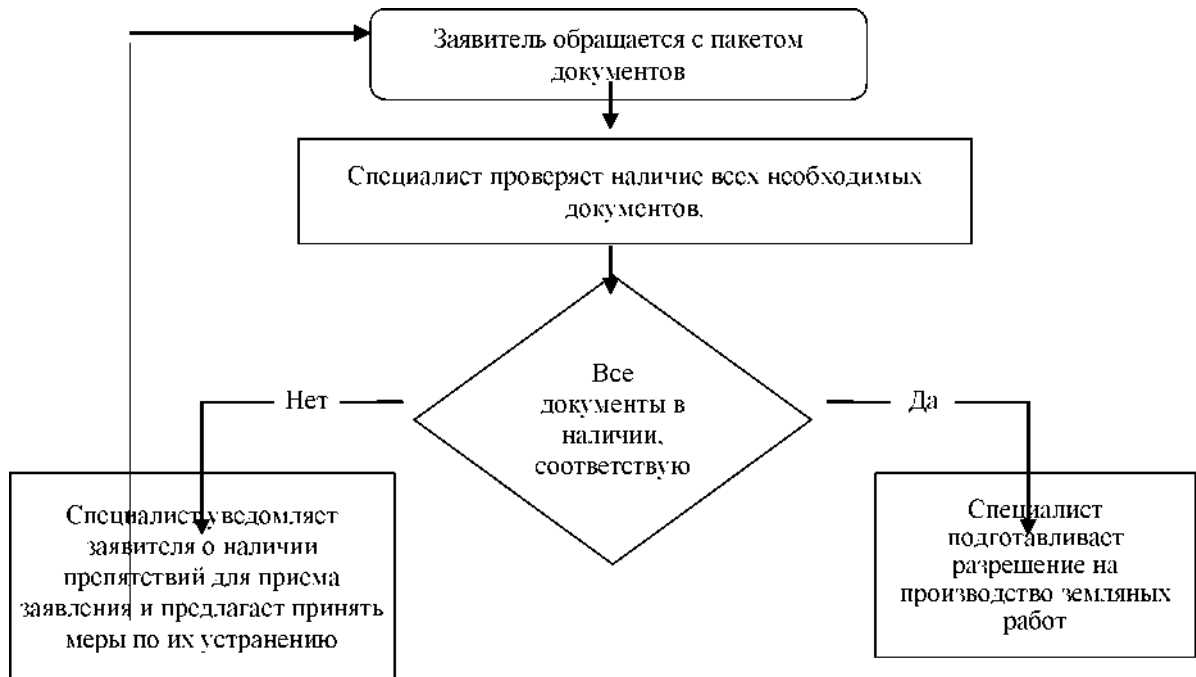 Заявитель обращается с пакетом
документов
Специалист проверяет наличие всех необходимых
документов.
Все
документы в
наличии,
соответствую
Нет
Да
Специалист уведомляет
заявителя о наличии
препятствий для приема
заявления и предлагает принять
меры по их устранению
Специалист
подготавливает
разрешение на
производство земляных
работ